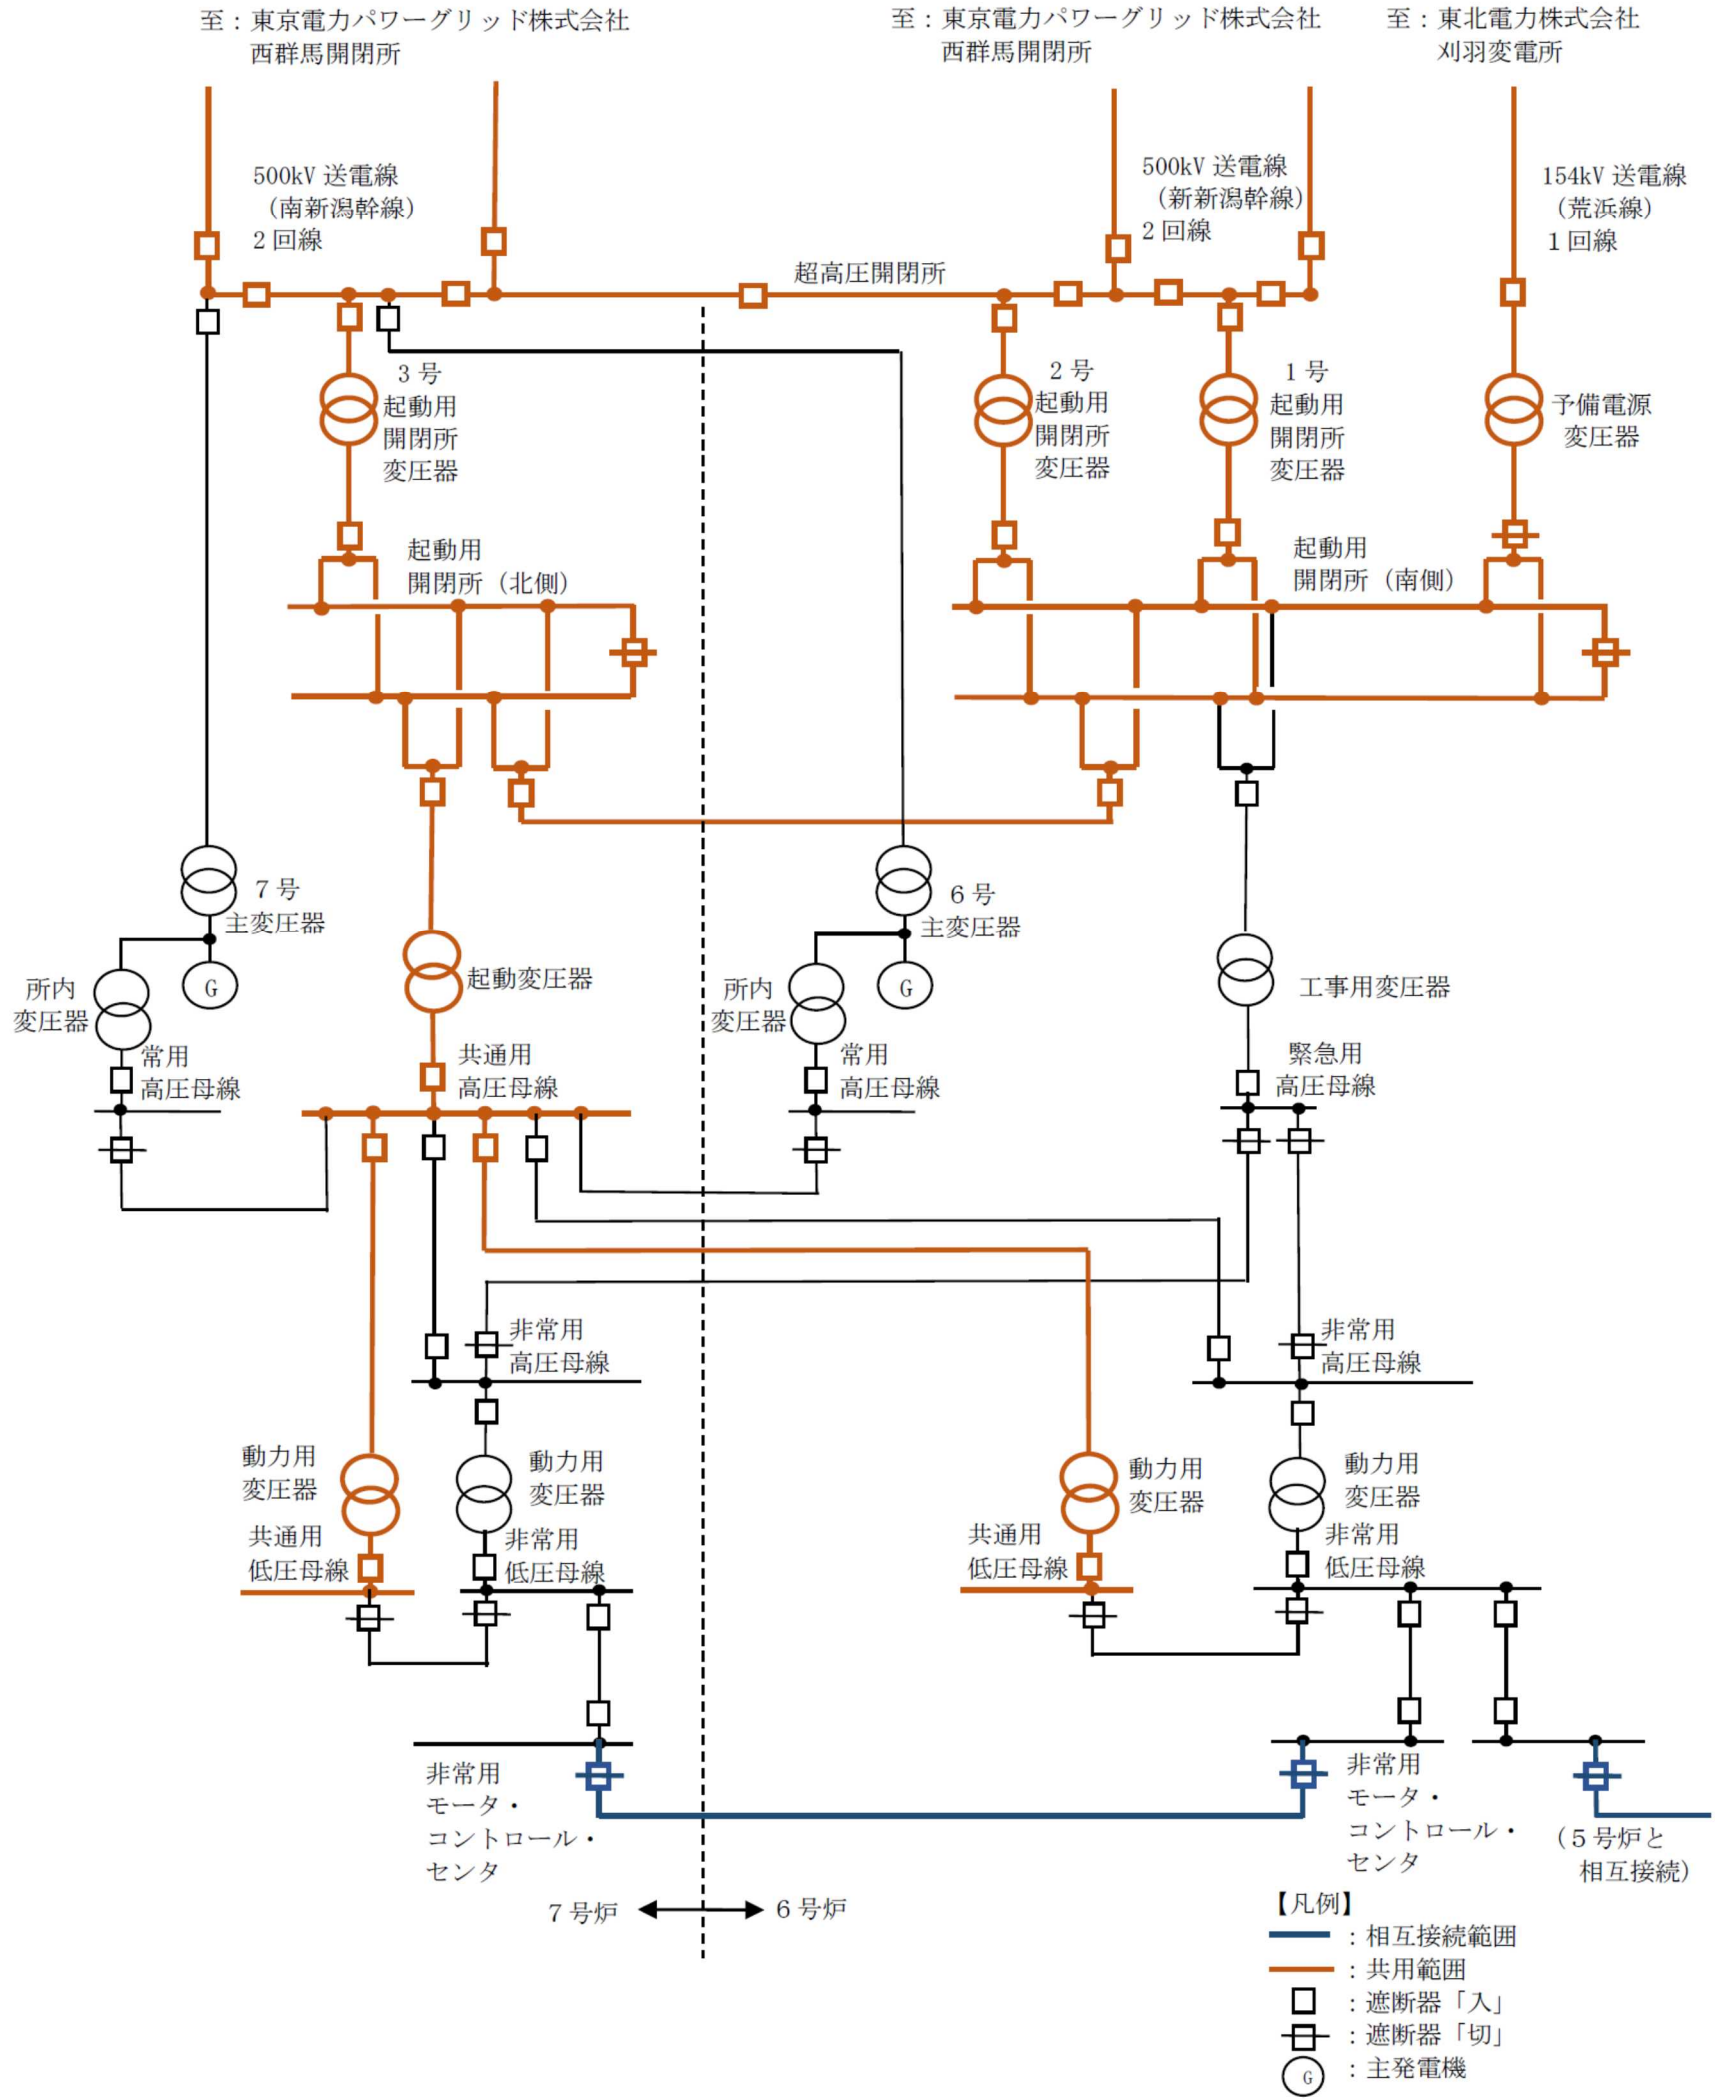 至：東京電力パワーグリッド株式会社
西群馬開閉所
至：東京電力パワーグリッド株式会社
西群馬開閉所
至：東北電力株式会社
刈羽変電所
500kV 送電線
（南新潟幹線）
２回線
500kV 送電線
（新新潟幹線）
２回線
154kV 送電線
（荒浜線）
１回線
超高圧開閉所
3 号
起動用
開閉所
変圧器
2 号
起動用
開閉所
変圧器
1 号
起動用
開閉所
変圧器
予備電源
変圧器
起動用
開閉所（北側）
起動用
開閉所（南側）
７号
主変圧器
６号
主変圧器
所内
変圧器
G
起動変圧器
所内
変圧器
G
工事用変圧器
常用
高圧母線
共通用
高圧母線
常用
高圧母線
緊急用
高圧母線
非常用
高圧母線
非常用
高圧母線
動力用
変圧器
動力用
変圧器
動力用
変圧器
動力用
変圧器
共通用
低圧母線
非常用
低圧母線
共通用
低圧母線
非常用
低圧母線
非常用
モータ・
コントロール・
センタ
非常用
モータ・
コントロール・
センタ
（５号炉と
相互接続）
７号炉
６号炉
【凡例】
：相互接続範囲
：共用範囲
：遮断器「入」
：遮断器「切」
G
：主発電機